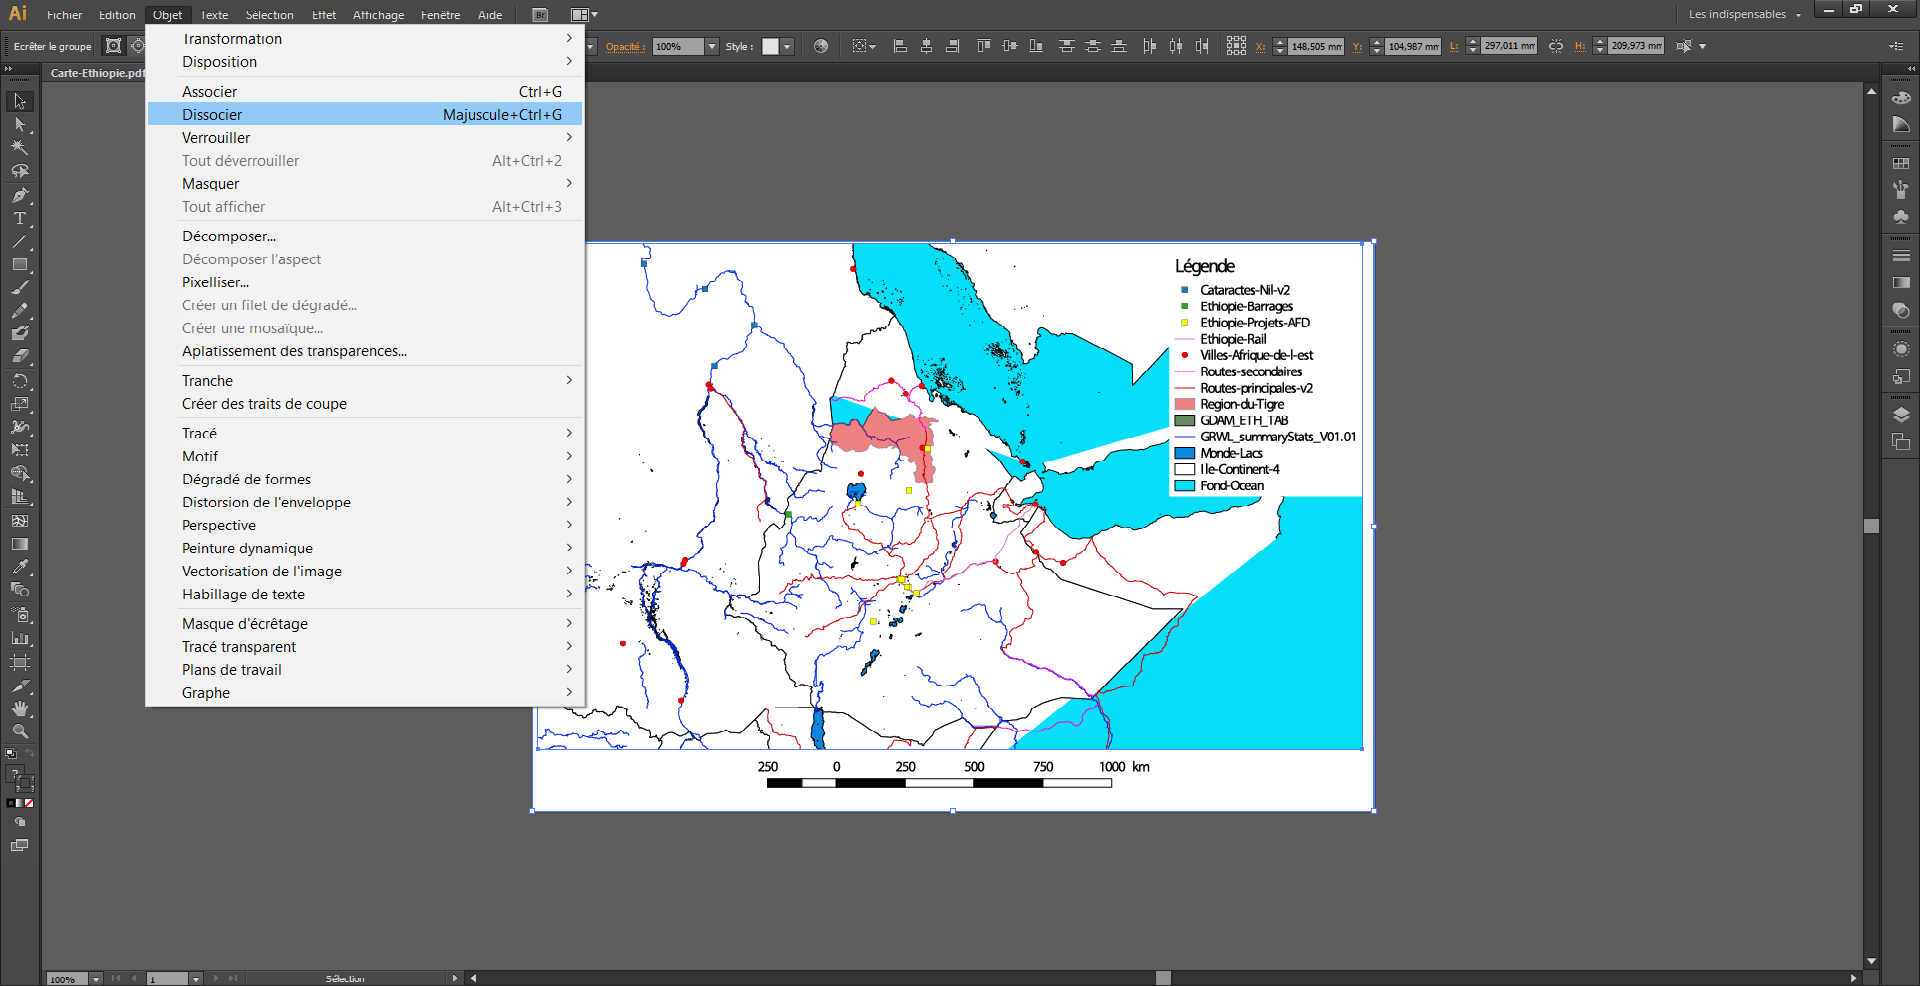 Ai Fichier Edition Objet Texte Sélection Effet Affichage Fenêtre Aide Br Les indispensables
Ecrêter le groupe Opacité : 100% Style : X: 148,505 mm Y: 104,987 mm L: 297,011 mm H: 209,973 mm
Carte-Ethiopie.pdf
Transformation
Disposition
Associer Ctrl+G
Dissocier Majuscule+Ctrl+G
Verrouiller
Tout déverrouiller Alt+Ctrl+2
Masquer
Tout afficher Alt+Ctrl+3
Décomposer...
Décomposer l'aspect
Pixelliser...
Créer un filet de dégradé...
Créer une mosaïque...
Aplatissement des transparences...
Tranche
Créer des traits de coupe
Tracé
Motif
Dégradé de formes
Distorsion de l'enveloppe
Perspective
Peinture dynamique
Vectorisation de l'image
Habillage de texte
Masque d'écrêtage
Tracé transparent
Plans de travail
Graphe
Légende
Cataractes-Nil-v2
Ethiopie-Barrages
Ethiopie-Projets-AFD
Ethiopie-Rail
Villes-Afrique-de-l-est
Routes-secondaires
Routes-principales-v2
Region-du-Tigre
GDAM_ETH_TAB
GRWL_summaryStats_V01.01
Monde-Lacs
Ile-Continent-4
Fond-Ocean
250 0 250 500 750 1000 km
100% 1 Sélection